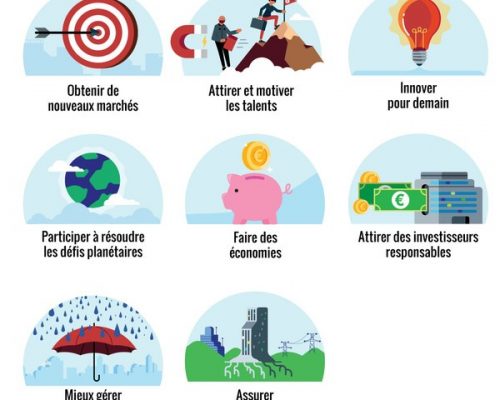 Obtenir de
nouveaux marchés
Attirer et motiver
les talents
Innover
pour demain
Participer à résoudre
les défis planétaires
Faire des
économies
Attirer des investisseurs
responsables
Mieux gérer
Assurer